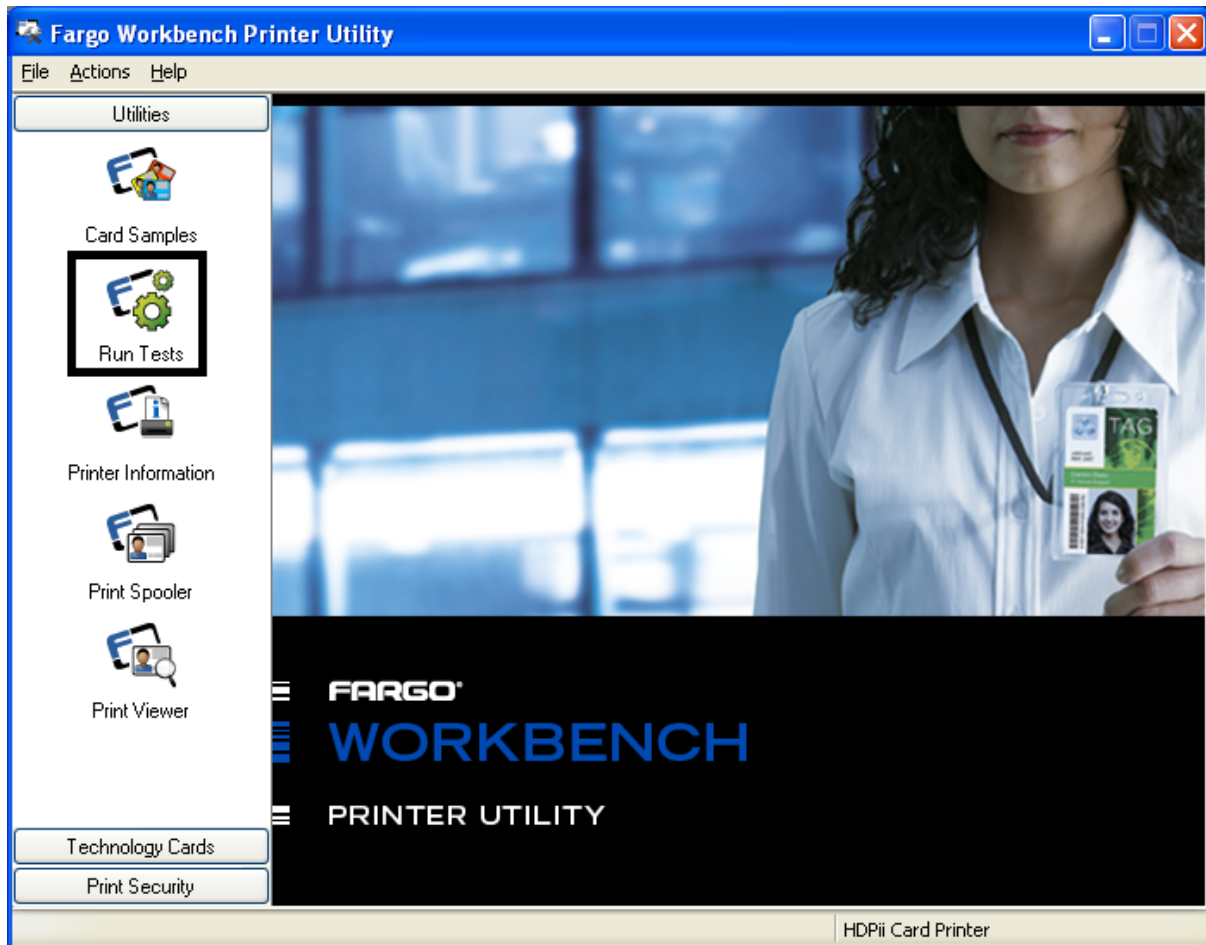 Fargo Workbench Printer Utility
File Actions Help
Utilities
Card Samples
Run Tests
Printer Information
Print Spooler
Print Viewer
Technology Cards
Print Security
TAG
FARGO®
WORKBENCH
PRINTER UTILITY
HDPii Card Printer